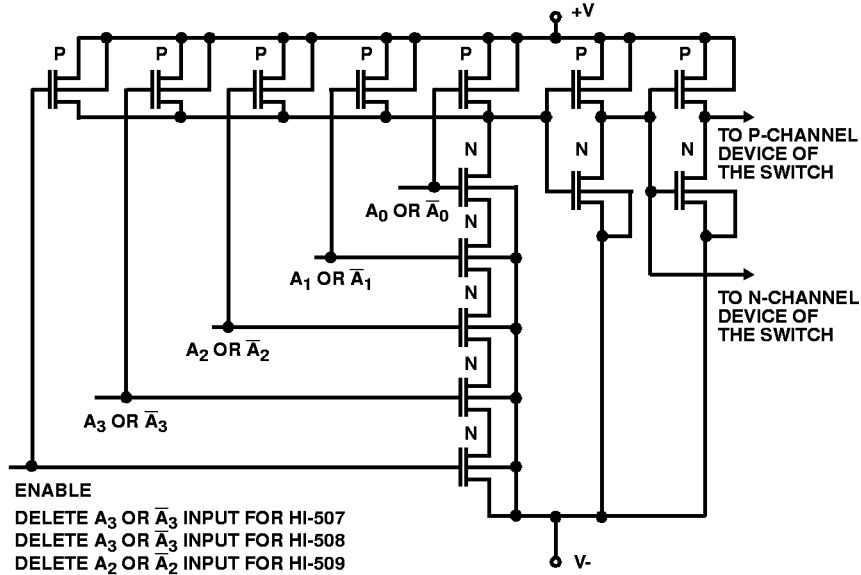 +V
P P P P P P P
TO P-CHANNEL
DEVICE OF
THE SWITCH
N N N
A0 OR A̅0
N
A1 OR A̅1
TO N-CHANNEL
DEVICE OF
THE SWITCH
N
A2 OR A̅2
N
A3 OR A̅3
N
ENABLE
DELETE A3 OR A̅3 INPUT FOR HI-507
DELETE A3 OR A̅3 INPUT FOR HI-508
DELETE A2 OR A̅2 INPUT FOR HI-509
V-